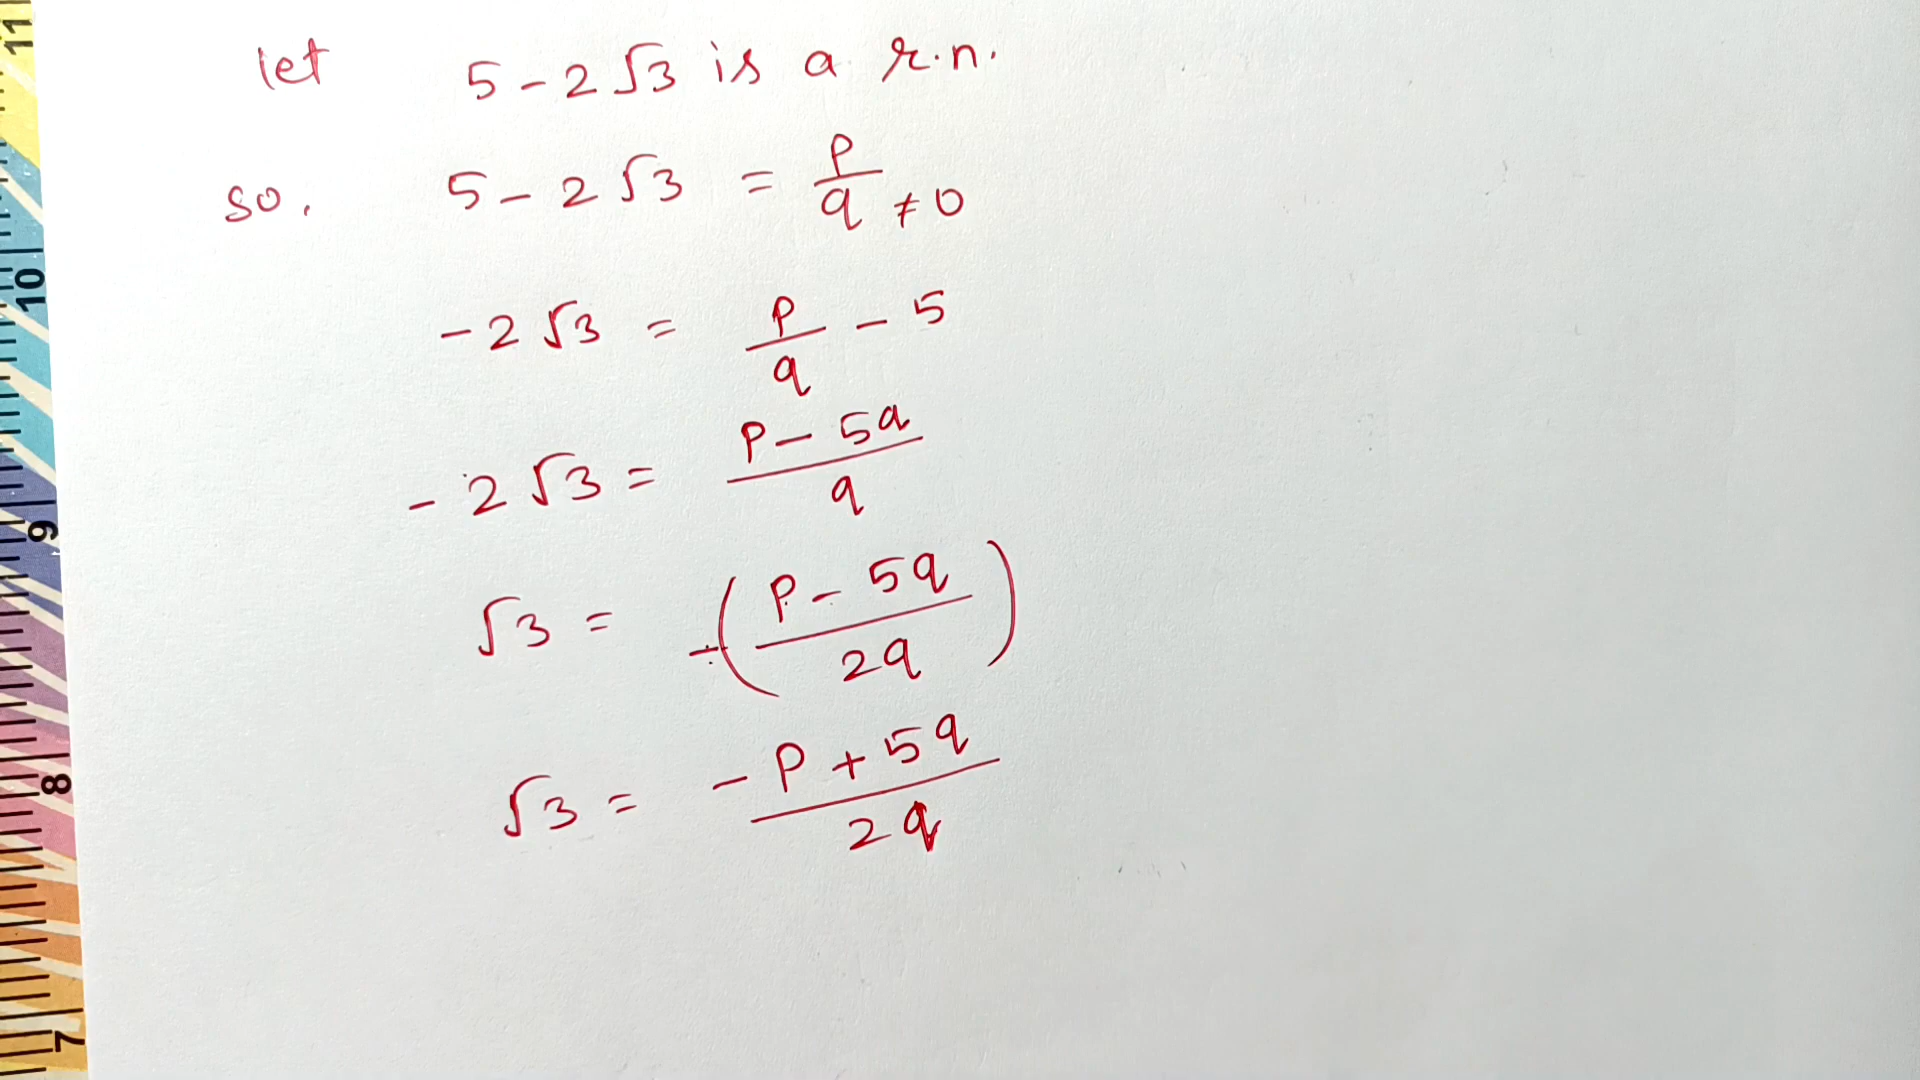 let 5 - 2√3 is a r.n.
so, 5 - 2√3 = p/q ≠ 0
- 2√3 = p/q - 5
- 2√3 = (p - 5q)/q
√3 = -((p - 5q)/2q)
√3 = (-p + 5q)/2q
11
10
9
8
7